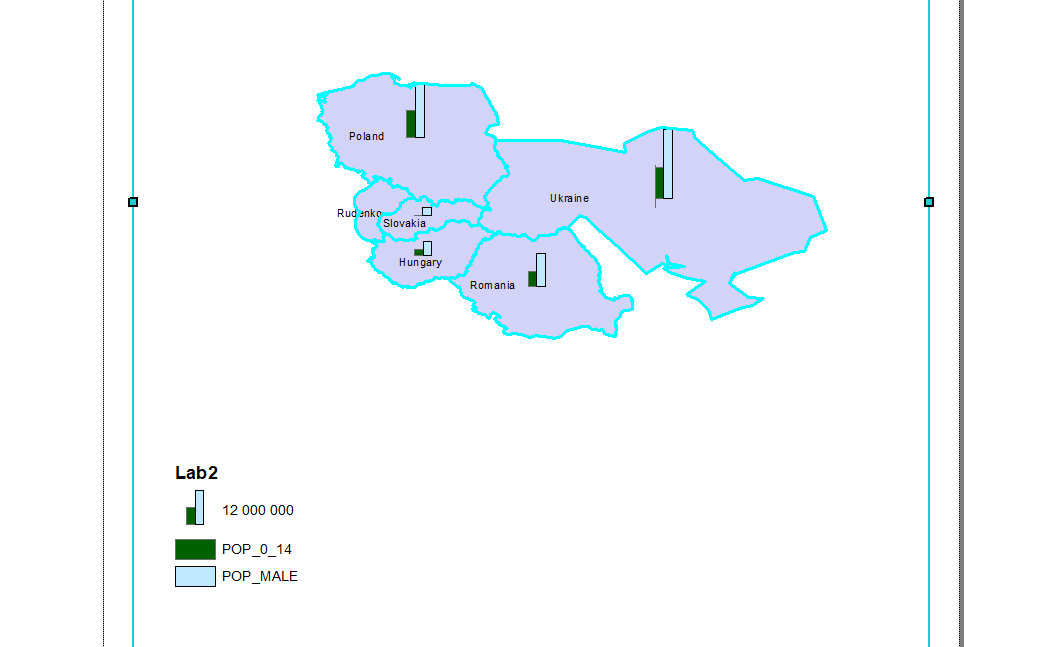 Poland
Ukraine
Rudenko
Slovakia
Hungary
Romania
Lab2
12 000 000
POP_0_14
POP_MALE